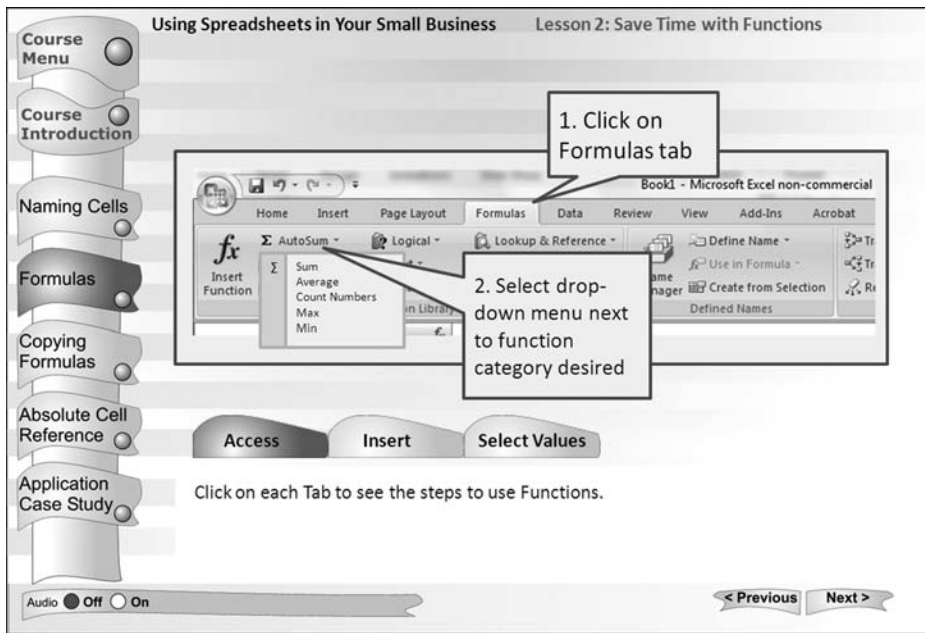 Using Spreadsheets in Your Small Business Lesson 2: Save Time with Functions
Course
Menu
Course
Introduction
Naming Cells
Formulas
Copying
Formulas
Absolute Cell
Reference
Application
Case Study
1. Click on
Formulas tab
Book1 - Microsoft Excel non-commercial
Home Insert Page Layout Formulas Data Review View Add-Ins Acrobat
fx
Insert
Function
Σ AutoSum
Logical
Lookup & Reference
Define Name
Use in Formula
Create from Selection
Defined Names
Σ Sum
Average
Count Numbers
Max
Min
2. Select drop-
down menu next
to function
category desired
Access Insert Select Values
Click on each Tab to see the steps to use Functions.
Audio Off On
< Previous Next >